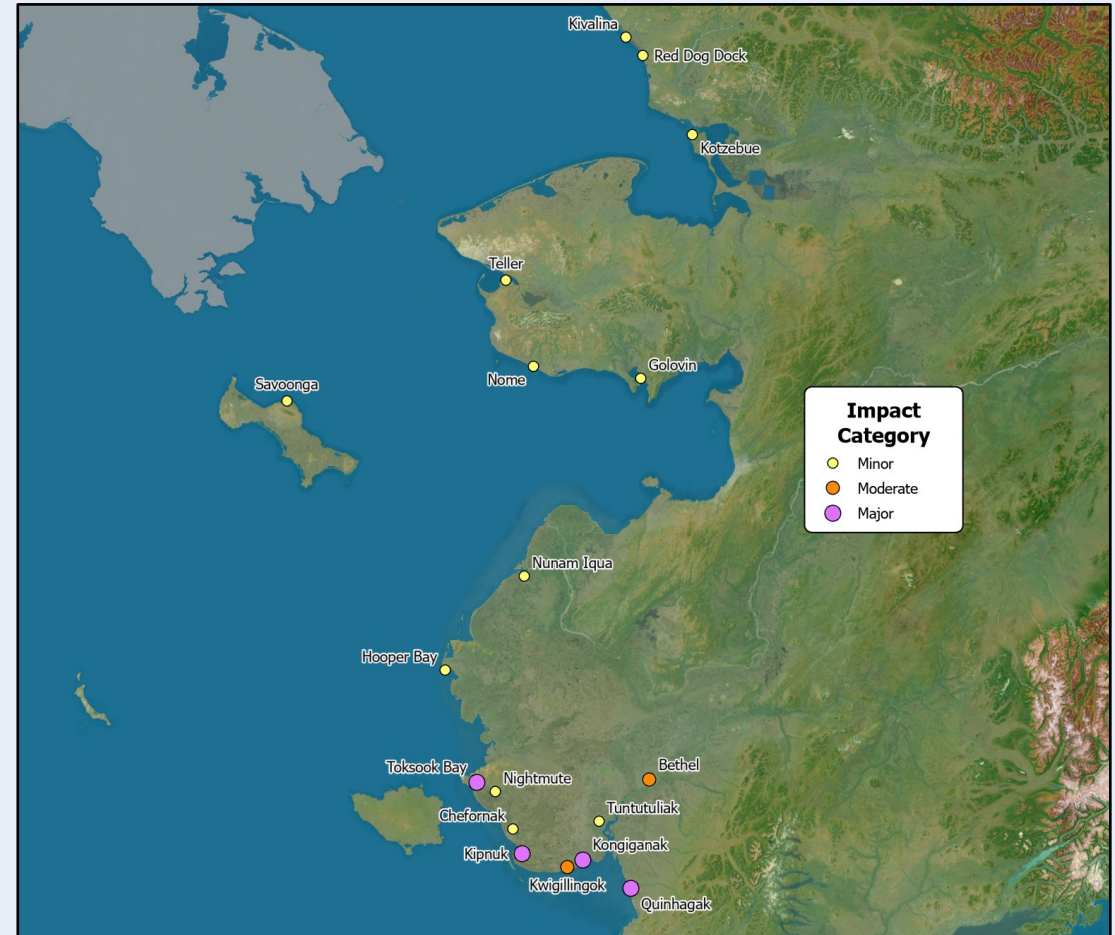 Kivalina
Red Dog Dock
Kotzebue
Teller
Nome
Golovin
Savoonga
Impact
Category
Minor
Moderate
Major
Nunam Iqua
Hooper Bay
Toksook Bay
Nightmute
Bethel
Chefornak
Tuntutuliak
Kipnuk
Kongiganak
Kwigillingok
Quinhagak